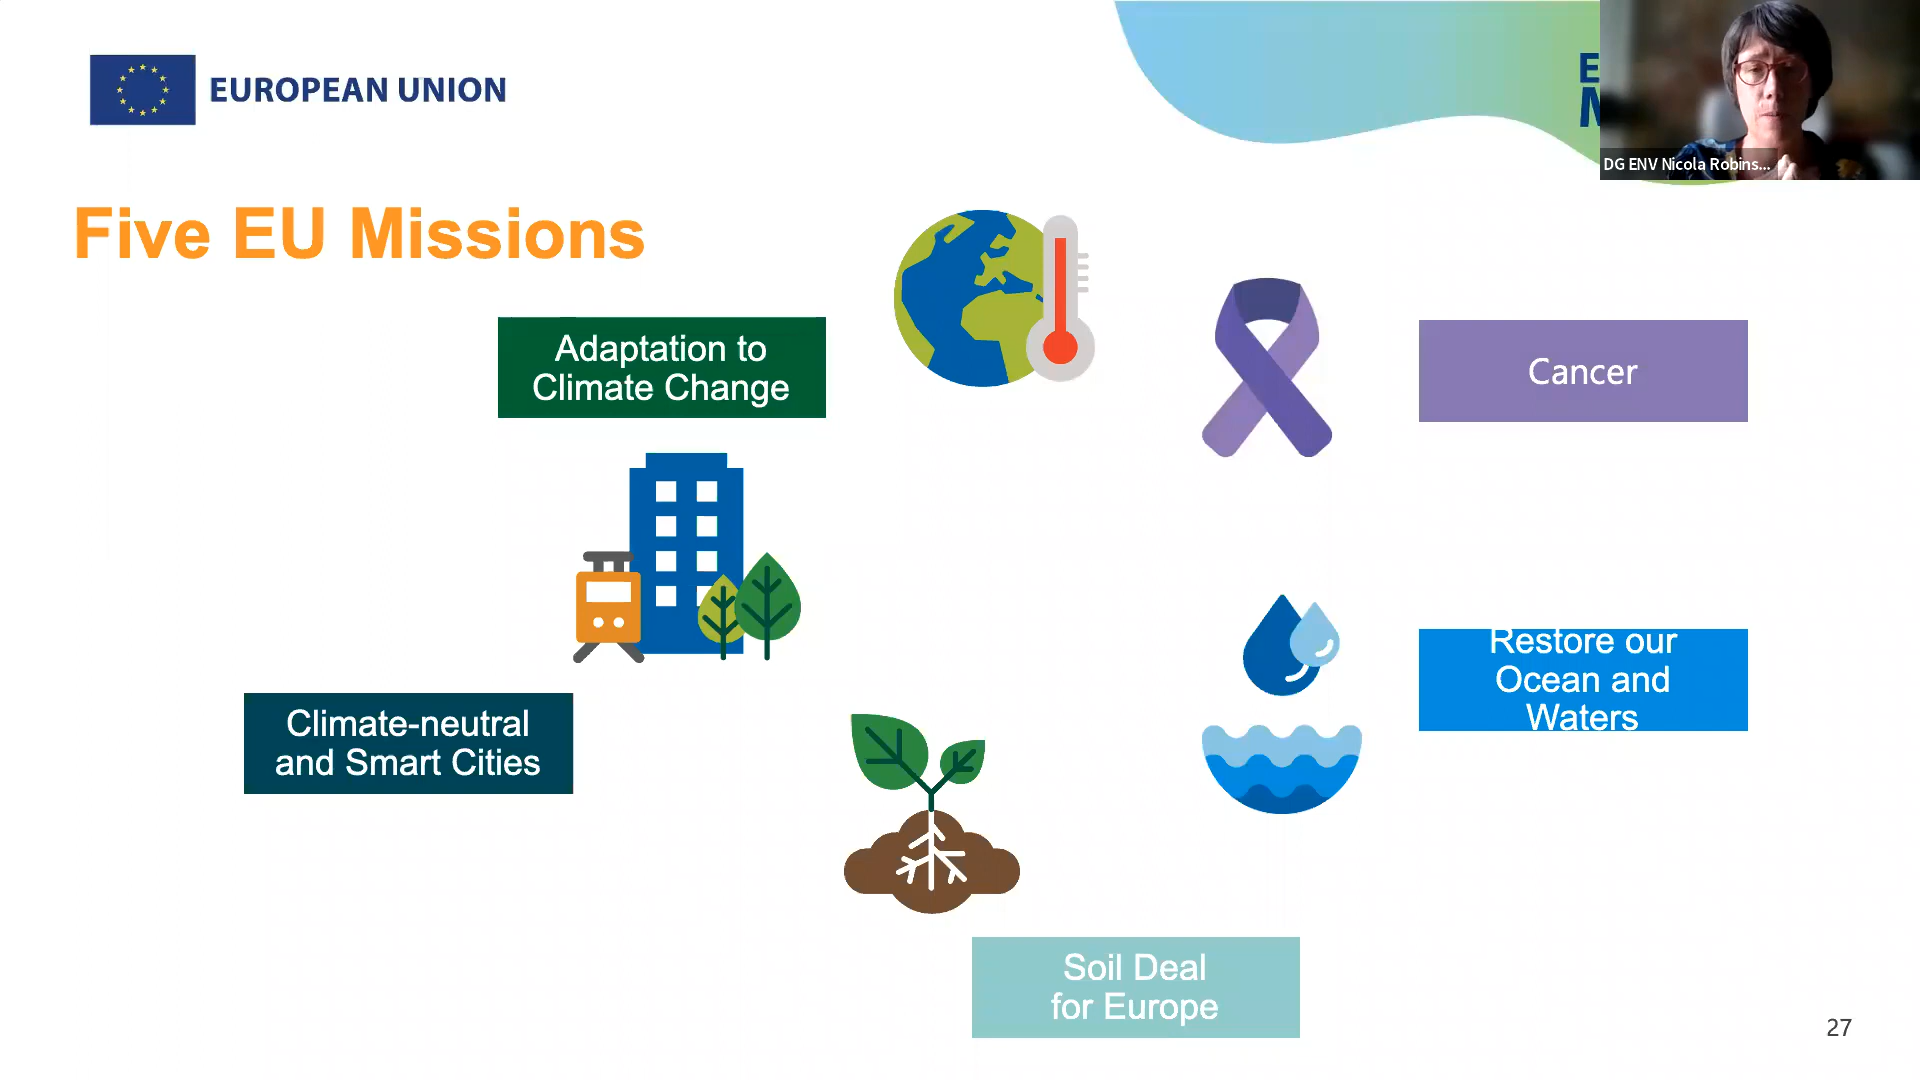 EUROPEAN UNION
DG ENV Nicola Robins...
Five EU Missions
Adaptation to
Climate Change
Cancer
Restore our
Ocean and
Waters
Climate-neutral
and Smart Cities
Soil Deal
for Europe
27